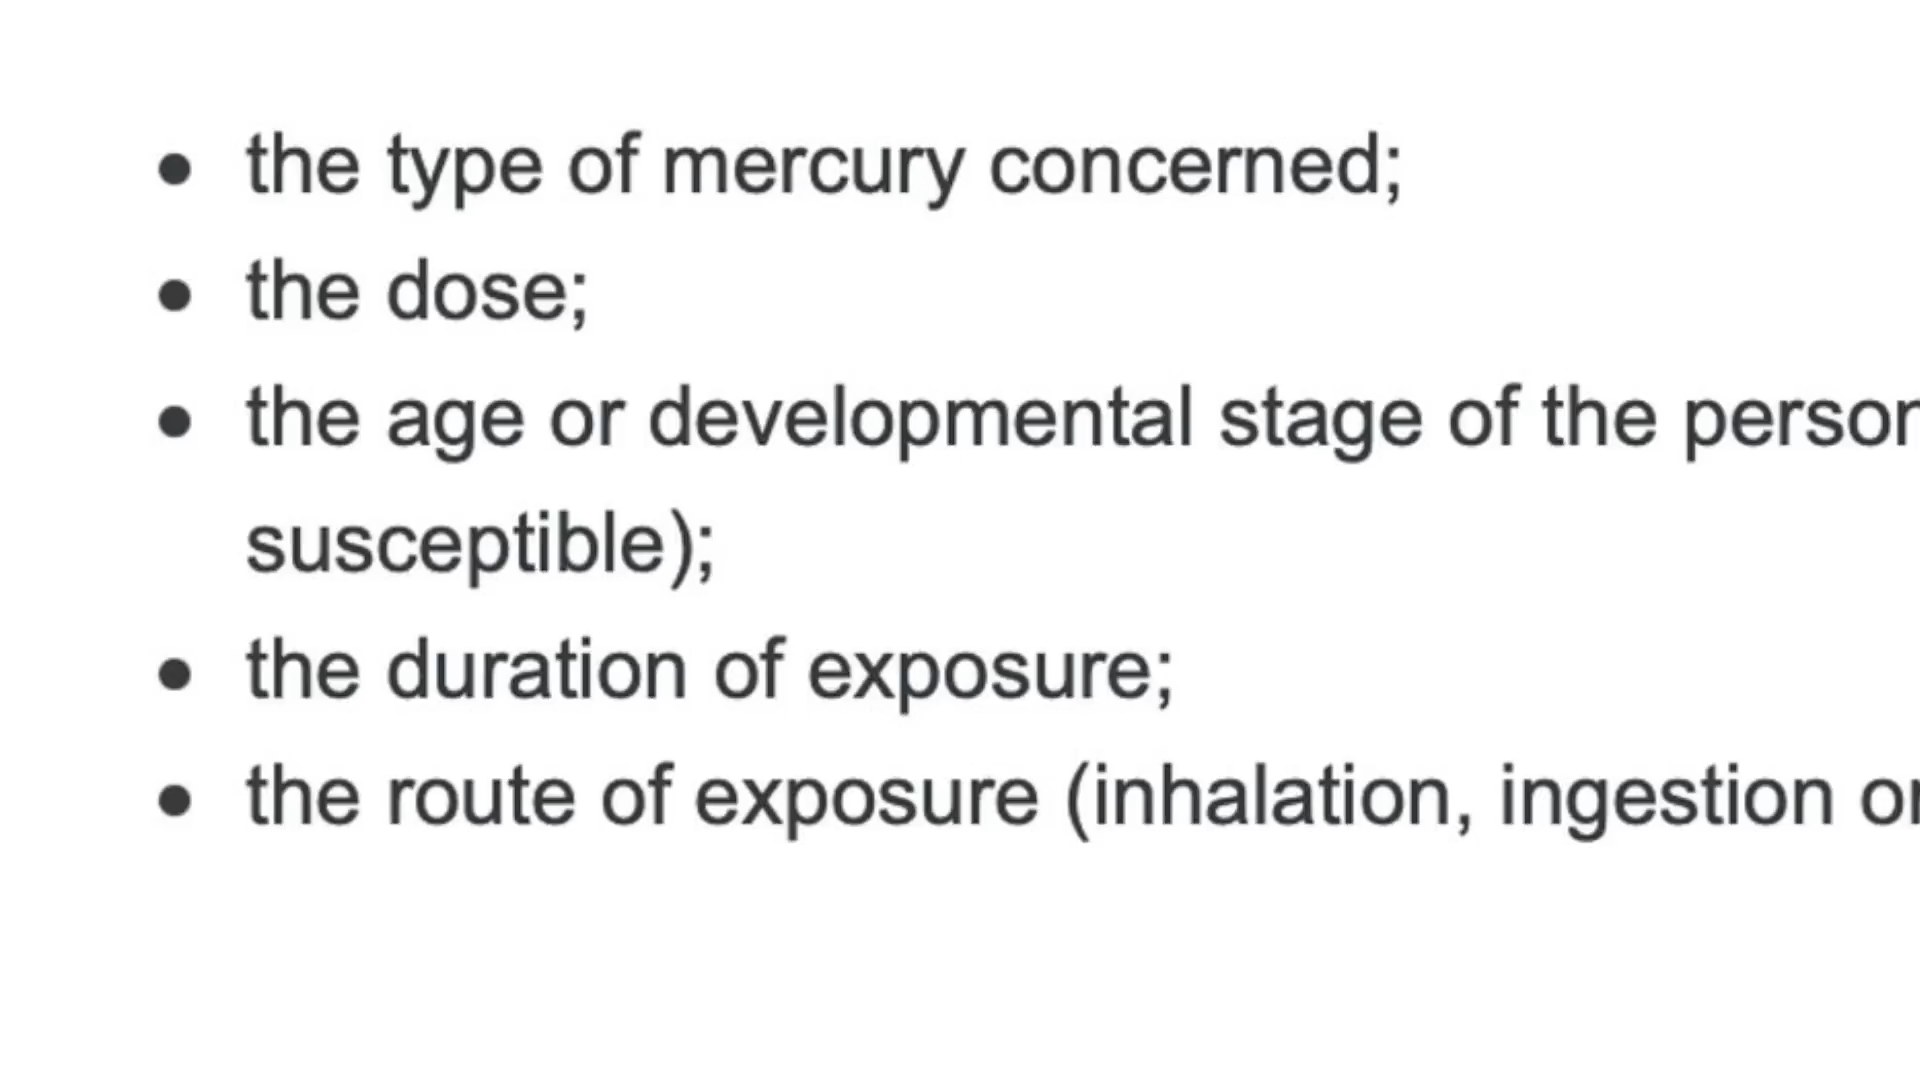 • the type of mercury concerned;
• the dose;
• the age or developmental stage of the person
susceptible);
• the duration of exposure;
• the route of exposure (inhalation, ingestion or